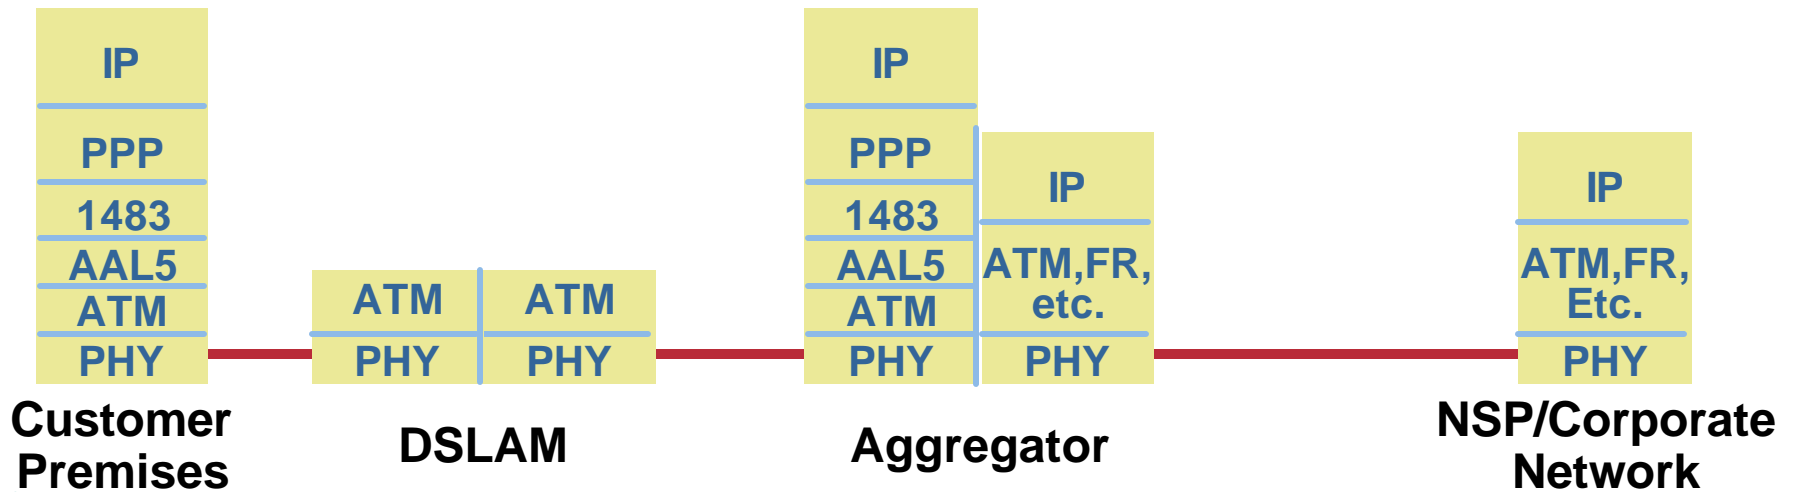 IP
PPP
1483
AAL5
ATM
PHY
Customer
Premises
ATM
ATM
PHY
PHY
DSLAM
IP
PPP
1483
AAL5
ATM
PHY
IP
ATM,FR,
etc.
PHY
Aggregator
IP
ATM,FR,
Etc.
PHY
NSP/Corporate
Network